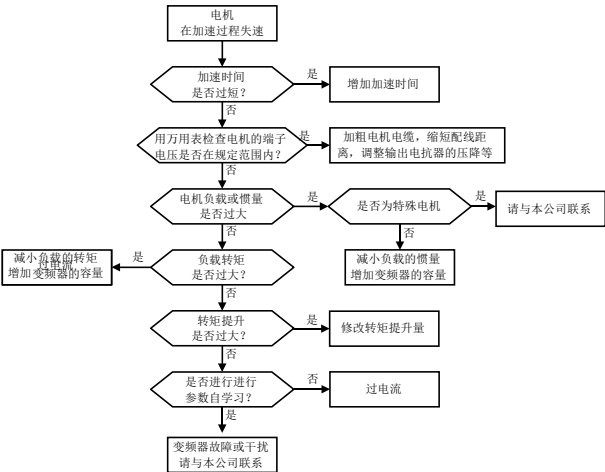 电机
在加速过程失速
加速时间
是否过短？
是
增加加速时间
否
用万用表检查电机的端子
电压是否在规定范围内？
是
加粗电机电缆，缩短配线距
离，调整输出电抗器的压降等
否
电机负载或惯量
是否过大
是
是否为特殊电机
是
请与本公司联系
否
否
减小负载的转矩
过电流
增加变频器的容量
是
负载转矩
是否过大？
减小负载的惯量
增加变频器的容量
否
转矩提升
是否过大？
是
修改转矩提升量
否
是否进行进行
参数自学习？
否
过电流
是
变频器故障或干扰
请与本公司联系